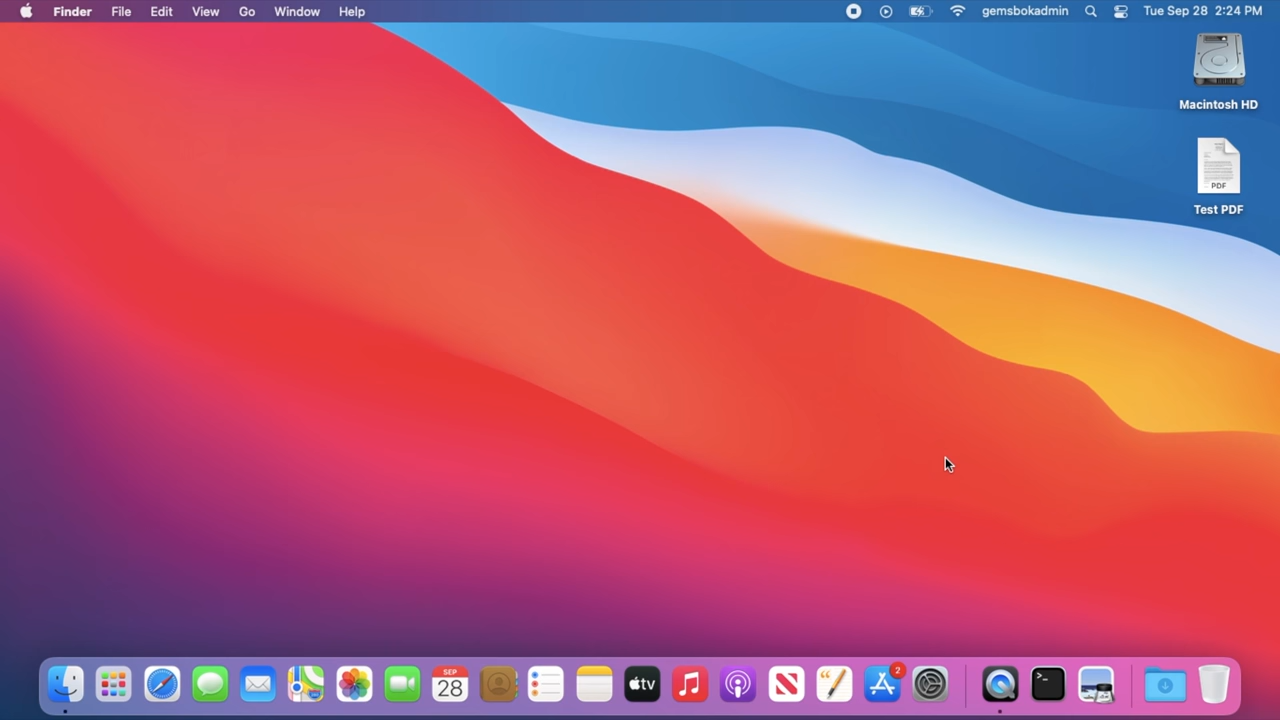 Finder File Edit View Go Window Help gemsbokadmin Tue Sep 28 2:24 PM
Macintosh HD
PDF
Test PDF
SEP
28
tv
2
>_